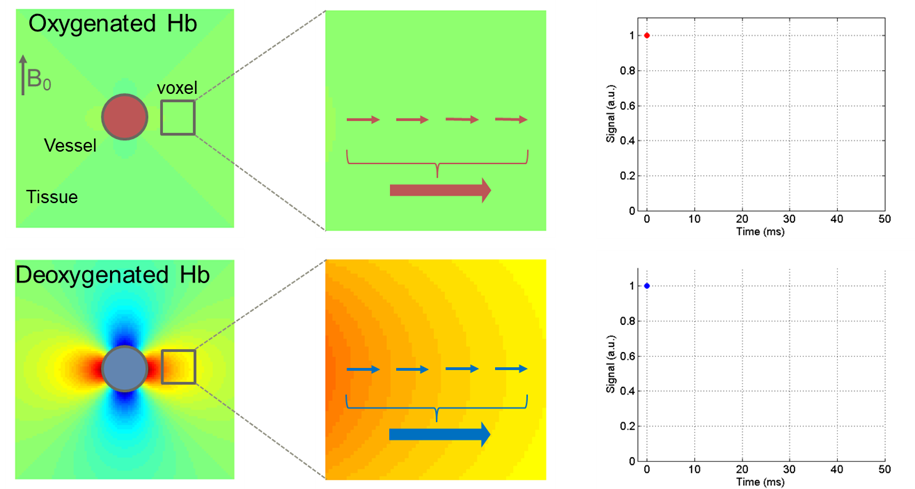 Oxygenated Hb
B0
voxel
Vessel
Tissue
Signal (a.u.)
1
0.8
0.6
0.4
0.2
0
0 10 20 30 40 50
Time (ms)
Deoxygenated Hb
Signal (a.u.)
1
0.8
0.6
0.4
0.2
0
0 10 20 30 40 50
Time (ms)